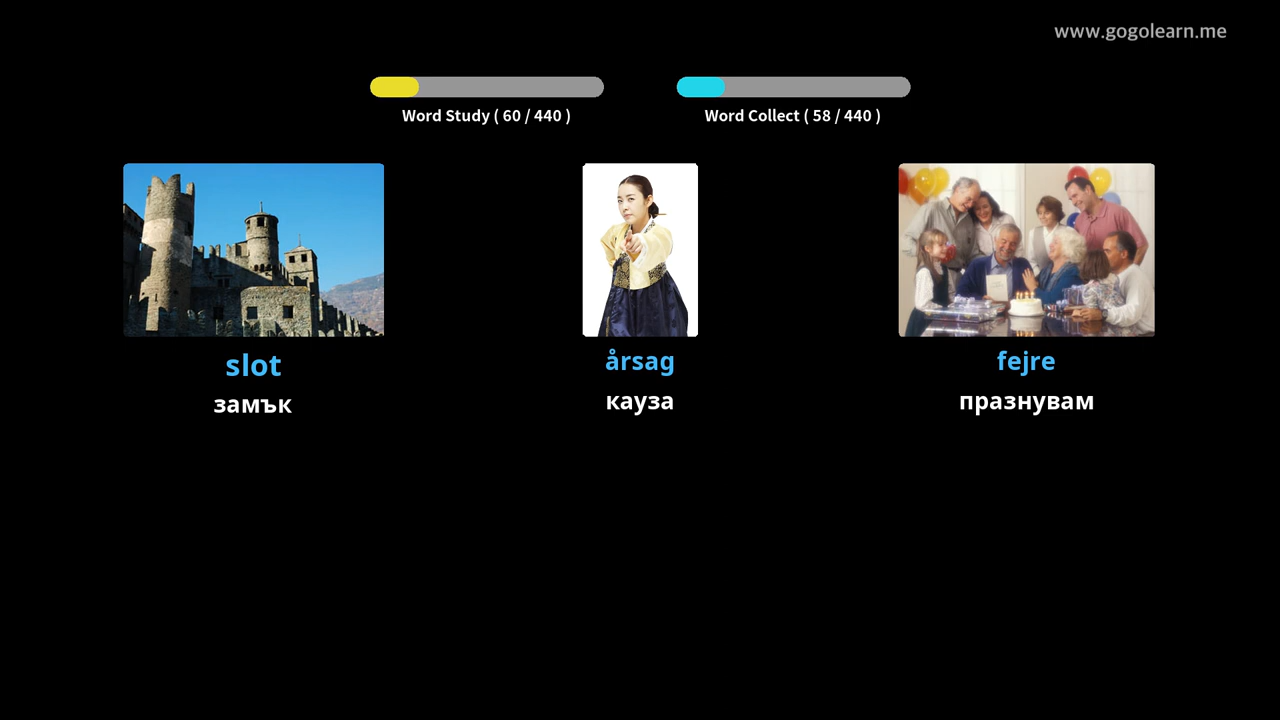 www.gogolearn.me
Word Study ( 60 / 440 )
Word Collect ( 58 / 440 )
slot
замък
årsag
кауза
fejre
празнувам